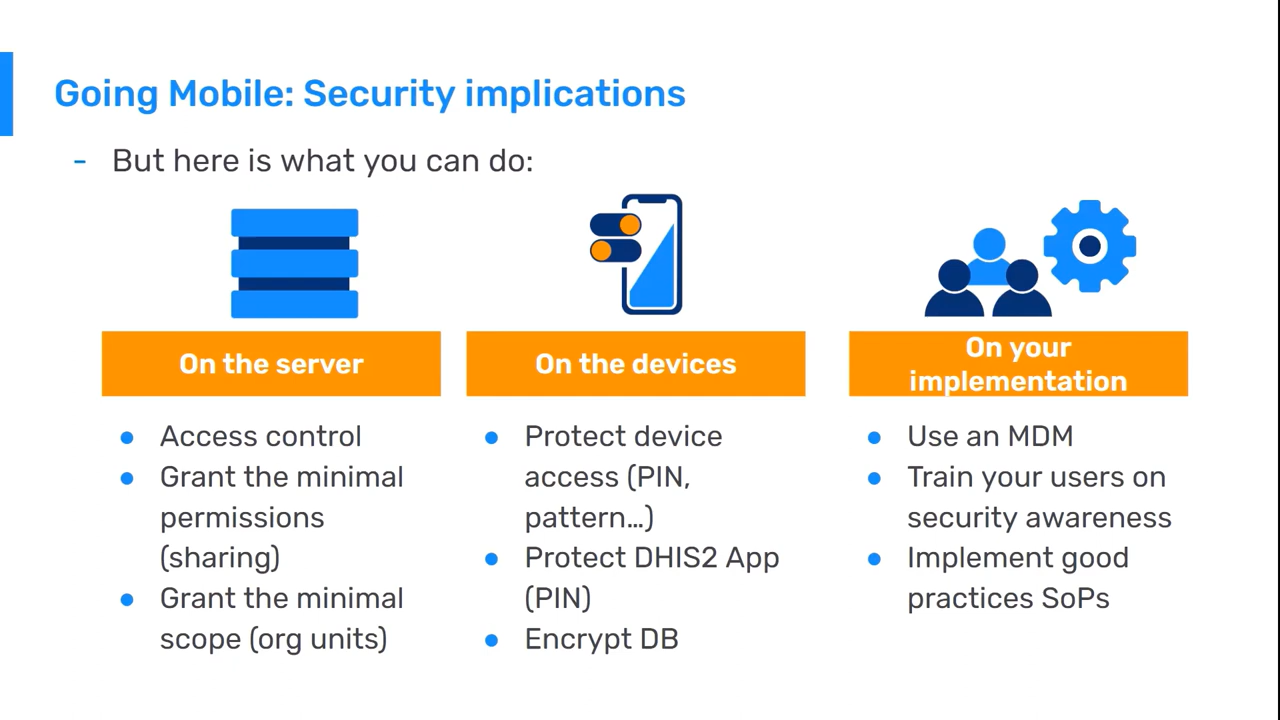 Going Mobile: Security implications
- But here is what you can do:
On the server
● Access control
● Grant the minimal
permissions
(sharing)
● Grant the minimal
scope (org units)
On the devices
● Protect device
access (PIN,
pattern…)
● Protect DHIS2 App
(PIN)
● Encrypt DB
On your
implementation
● Use an MDM
● Train your users on
security awareness
● Implement good
practices SoPs